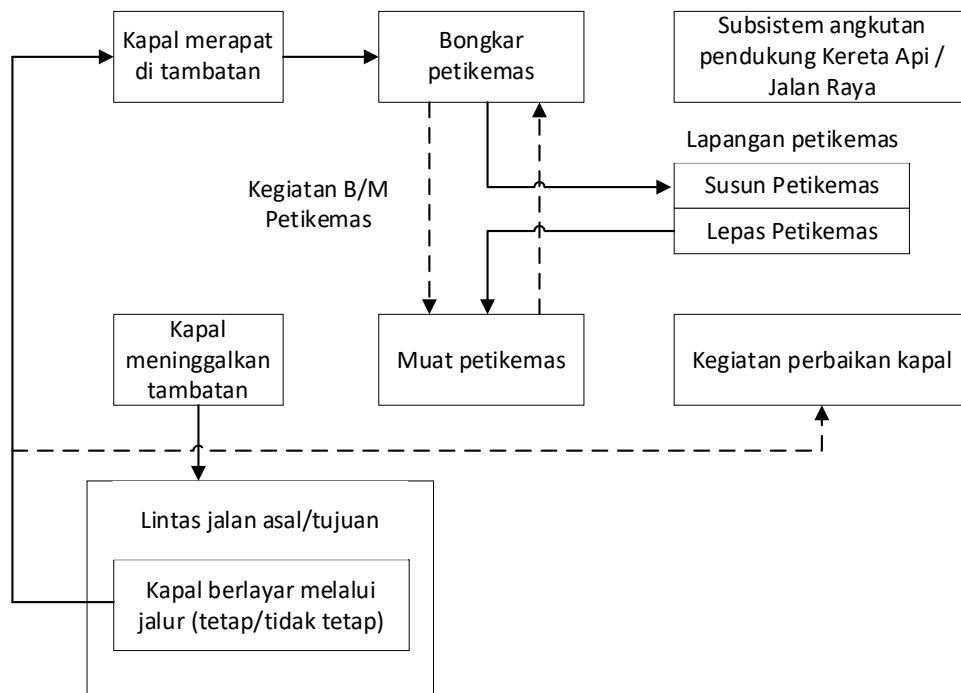 Kapal merapat
di tambatan
Bongkar
petikemas
Subsistem angkutan
pendukung Kereta Api /
Jalan Raya
Lapangan petikemas
Susun Petikemas
Lepas Petikemas
Kegiatan B/M
Petikemas
Kapal
meninggalkan
tambatan
Muat petikemas
Kegiatan perbaikan kapal
Lintas jalan asal/tujuan
Kapal berlayar melalui
jalur (tetap/tidak tetap)